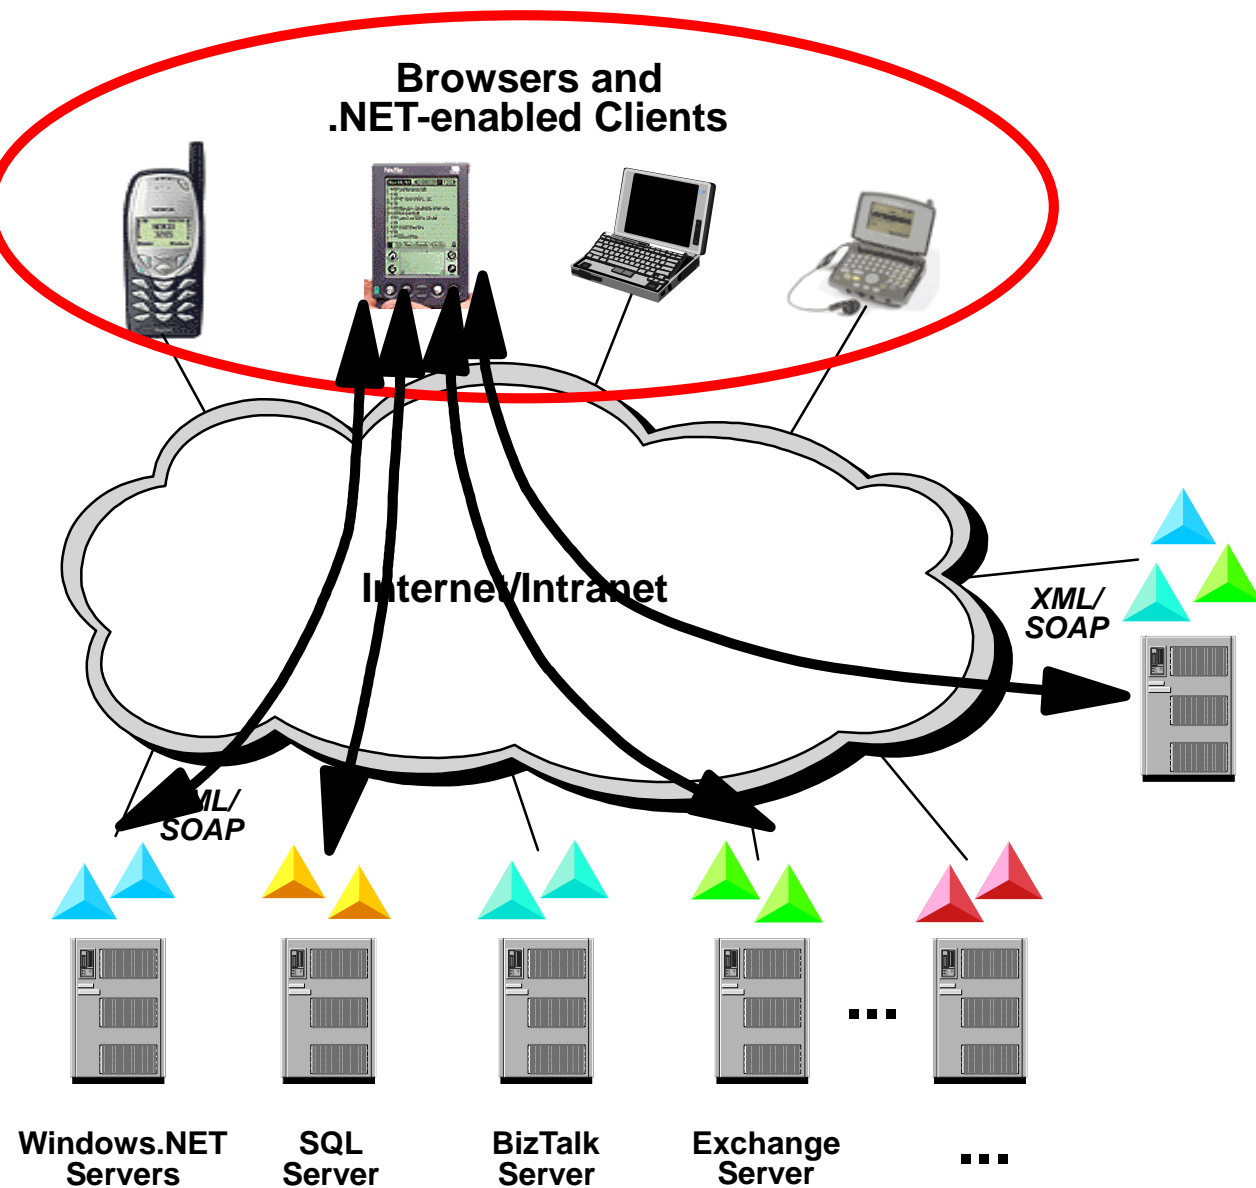 Browsers and
.NET-enabled Clients
Internet/Intranet
XML/
SOAP
XML/
SOAP
...
Windows.NET
Servers
SQL
Server
BizTalk
Server
Exchange
Server
...